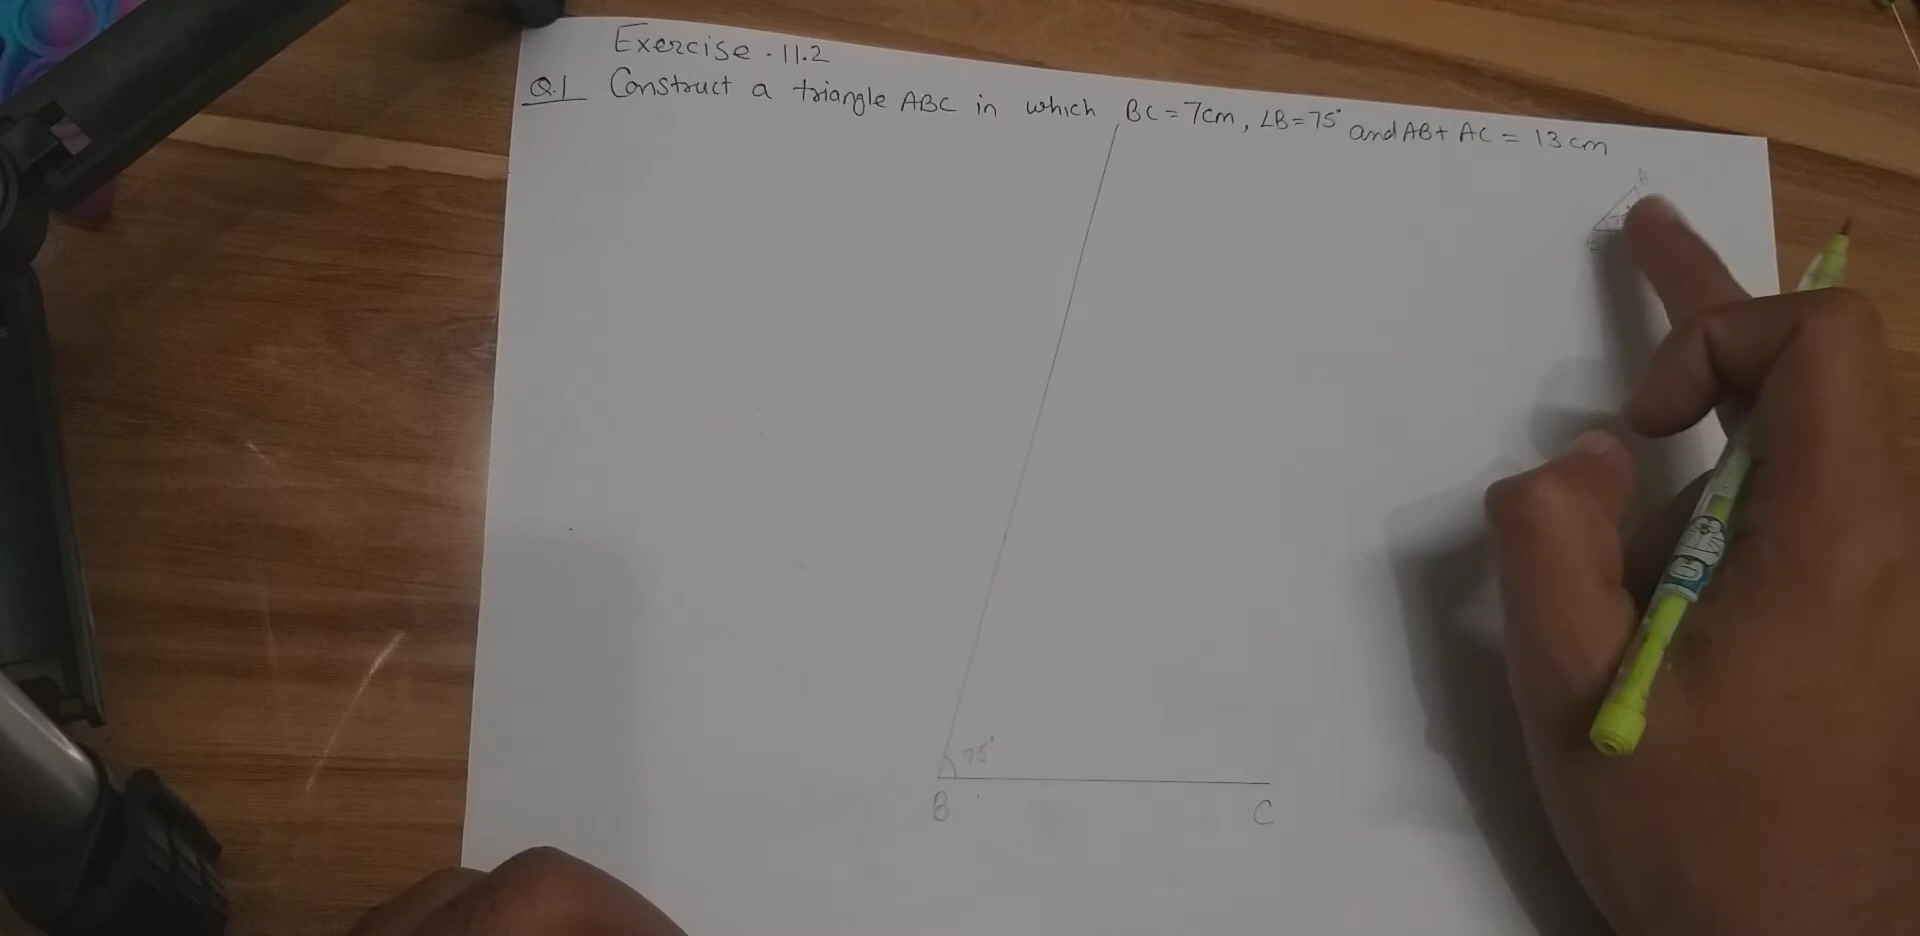 Exercise - 11.2
Q.1 Construct a triangle ABC in which BC = 7cm, ∠B = 75° and AB + AC = 13 cm
A
75°
B C